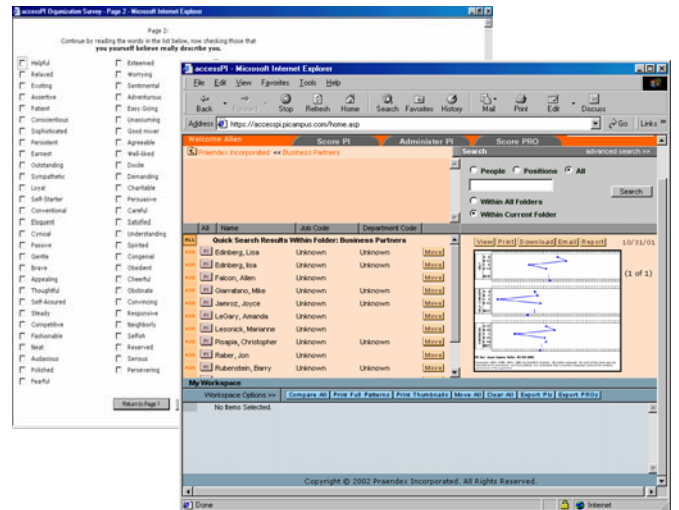 accessPI Organization Survey - Page 2 - Microsoft Internet Explorer
Page 2:
Continue by reading the words in the list below, now checking those that
you yourself believe really describe you.
Helpful
Relaxed
Exciting
Assertive
Patient
Conscientious
Sophisticated
Persistent
Earnest
Outstanding
Sympathetic
Loyal
Self-Starter
Conventional
Eloquent
Cynical
Passive
Gentle
Brave
Appealing
Thoughtful
Self-Assured
Steady
Competitive
Fashionable
Neat
Audacious
Polished
Fearful
Esteemed
Worrying
Sentimental
Adventurous
Easy-Going
Unassuming
Good mixer
Agreeable
Well-liked
Docile
Demanding
Charitable
Persuasive
Careful
Satisfied
Understanding
Spirited
Congenial
Obedient
Cheerful
Obstinate
Convincing
Responsive
Neighborly
Selfish
Reserved
Serious
Persevering
Return to Page 1
accessPI - Microsoft Internet Explorer
File Edit View Favorites Tools Help
Back Forward Stop Refresh Home Search Favorites History Mail Print Edit Discuss
Address https://accesspi.picampus.com/home.asp Go Links »
Welcome Allen Score PI Administer PI Score PRO
Praendex Incorporated << Business Partners
Search advanced search >>
People Positions All
Search
Within All Folders
Within Current Folder
All Name Job Code Department Code
ALL Quick Search Results Within Folder: Business Partners
PI Edinberg, Lisa Unknown Unknown Move
PI Edinberg, lisa Unknown Unknown Move
PI Falcon, Allen Unknown Unknown Move
PI Giarratano, Mike Unknown Unknown Move
PI Jamroz, Joyce Unknown Unknown Move
PI LeGary, Amanda Unknown Unknown Move
PI Lesonick, Marianne Unknown Move
PI Pisapia, Christopher Unknown Unknown Move
PI Raber, Jon Unknown Unknown Move
PI Rubenstein, Barry Unknown Unknown Move
View Print Download Email Report 10/31/01
(1 of 1)
My Workspace
Workspace Options >> Compare All Print Full Patterns Print Thumbnails Move All Clear All Export PIs Export PROs
No Items Selected.
Copyright © 2002 Praendex Incorporated. All Rights Reserved.
Done Internet